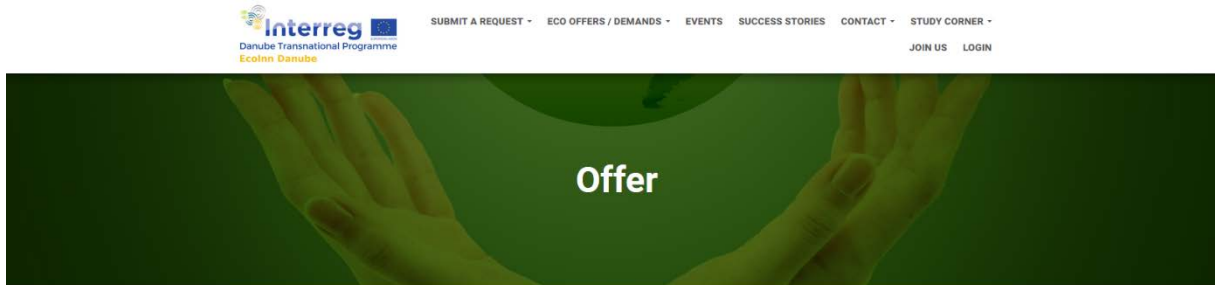 Interreg
Danube Transnational Programme
EcoInn Danube
SUBMIT A REQUEST
ECO OFFERS / DEMANDS
EVENTS
SUCCESS STORIES
CONTACT
STUDY CORNER
JOIN US
LOGIN
Offer